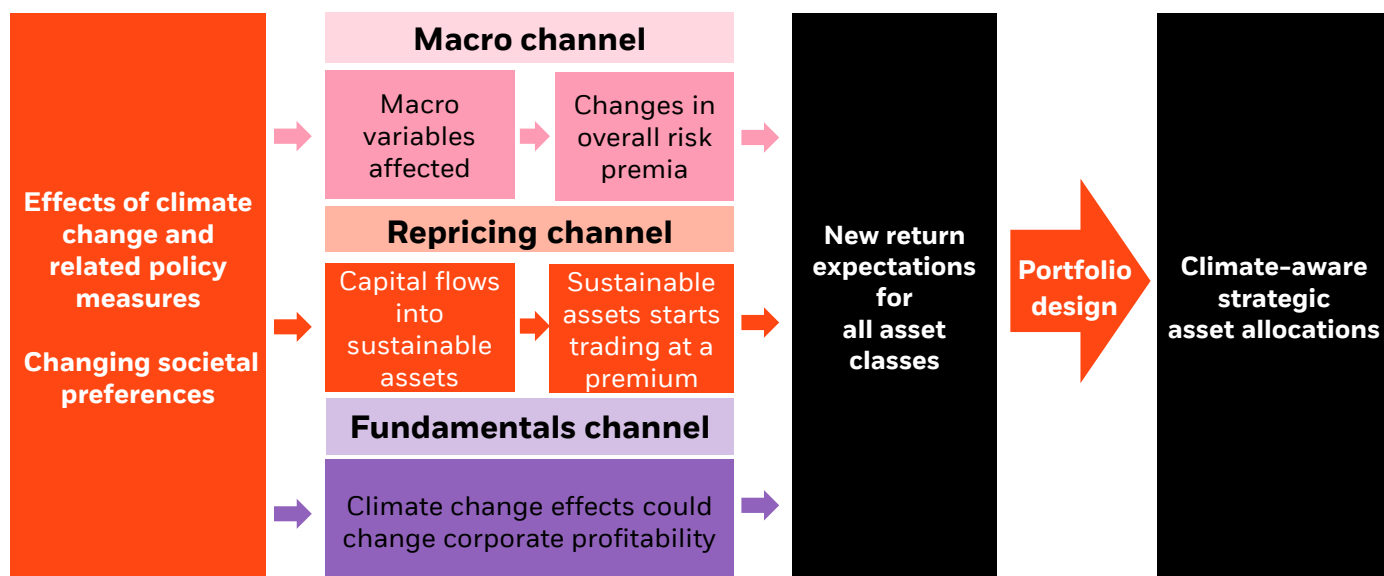 Effects of climate
change and
related policy
measures
Changing societal
preferences
Macro channel
Macro
variables
affected
Changes in
overall risk
premia
Repricing channel
Capital flows
into
sustainable
assets
Sustainable
assets starts
trading at a
premium
Fundamentals channel
Climate change effects could
change corporate profitability
New return
expectations
for
all asset
classes
Portfolio
design
Climate-aware
strategic
asset allocations